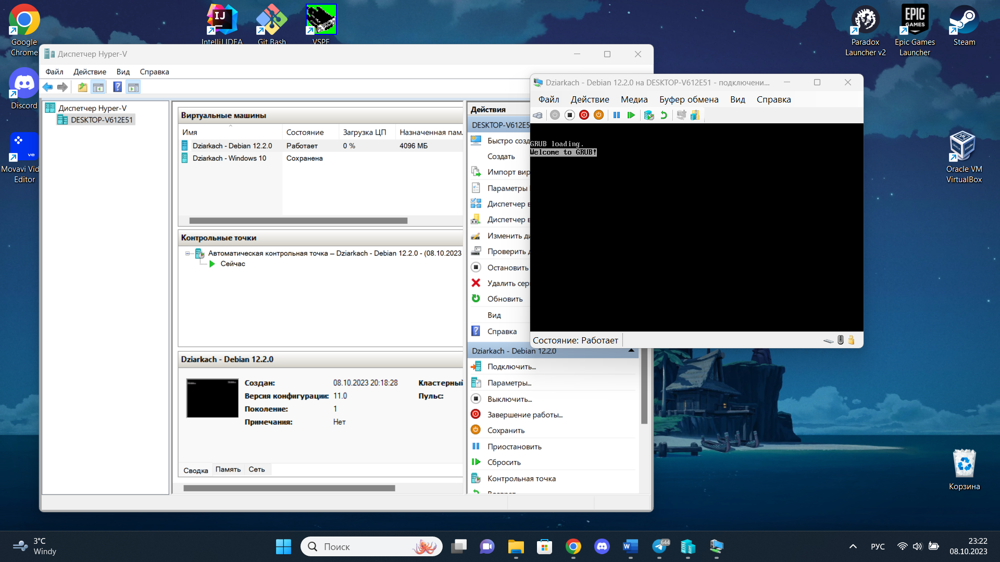 Google
Chrome
IntelliJ IDEA
Git Bash
VSPE
Paradox
Launcher v2
Epic Games
Launcher
Steam
EPIC
GAMES
Discord
Movavi Vid
Editor
ve
Oracle VM
VirtualBox
Корзина
Диспетчер Hyper-V
Файл Действие Вид Справка
Диспетчер Hyper-V
DESKTOP-V612E51
Виртуальные машины
Имя Состояние Загрузка ЦП Назначенная пам.
Dziarkach - Debian 12.2.0 Работает 0 % 4096 МБ
Dziarkach - Windows 10 Сохранена
Контрольные точки
Автоматическая контрольная точка – Dziarkach - Debian 12.2.0 - (08.10.2023
Сейчас
Dziarkach - Debian 12.2.0
Создан: 08.10.2023 20:18:28 Кластерный
Версия конфигурации: 11.0 Пульс:
Поколение: 1
Примечания: Нет
Сводка Память Сеть
Действия
DESKTOP-V612E5
Быстро созд
Создать
Импорт вир
Параметры
Диспетчер в
Диспетчер в
Изменить ди
Проверить д
Остановить
Удалить сер
Обновить
Вид
Справка
Dziarkach - Debian 12.2.0
Подключить...
Параметры...
Выключить...
Завершение работы...
Сохранить
Приостановить
Сбросить
Контрольная точка
Dziarkach - Debian 12.2.0 на DESKTOP-V612E51 - подключени...
Файл Действие Медиа Буфер обмена Вид Справка
GRUB loading.
Welcome to GRUB!
Состояние: Работает
3°C
Windy
Поиск
644
РУС
23:22
08.10.2023